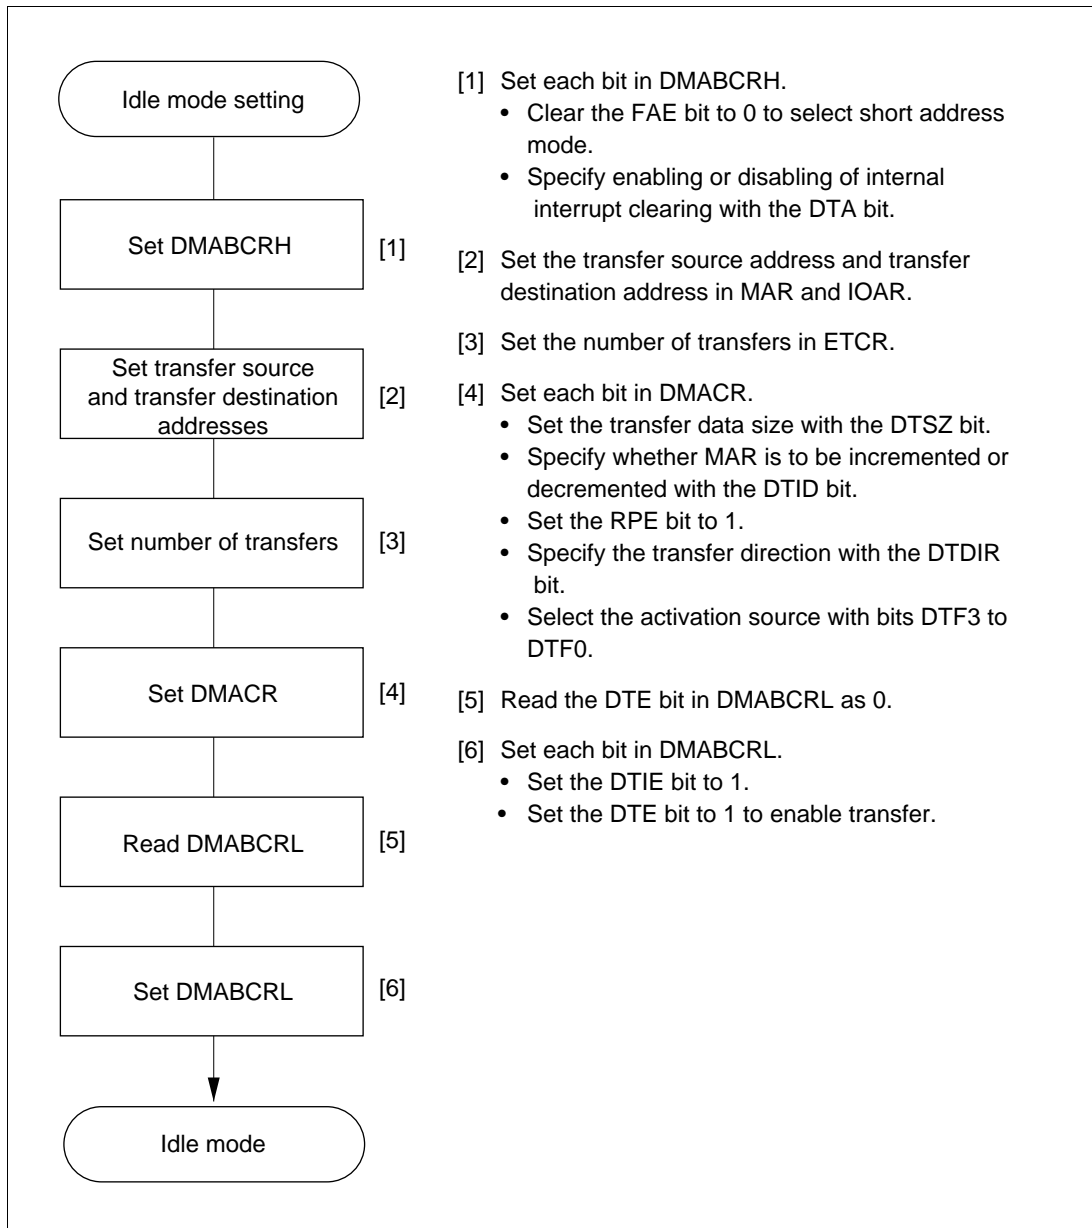 Idle mode setting
Set DMABCRH
[1]
Set transfer source
and transfer destination
addresses
[2]
Set number of transfers
[3]
Set DMACR
[4]
Read DMABCRL
[5]
Set DMABCRL
[6]
Idle mode
[1] Set each bit in DMABCRH.
• Clear the FAE bit to 0 to select short address
mode.
• Specify enabling or disabling of internal
interrupt clearing with the DTA bit.
[2] Set the transfer source address and transfer
destination address in MAR and IOAR.
[3] Set the number of transfers in ETCR.
[4] Set each bit in DMACR.
• Set the transfer data size with the DTSZ bit.
• Specify whether MAR is to be incremented or
decremented with the DTID bit.
• Set the RPE bit to 1.
• Specify the transfer direction with the DTDIR
bit.
• Select the activation source with bits DTF3 to
DTF0.
[5] Read the DTE bit in DMABCRL as 0.
[6] Set each bit in DMABCRL.
• Set the DTIE bit to 1.
• Set the DTE bit to 1 to enable transfer.